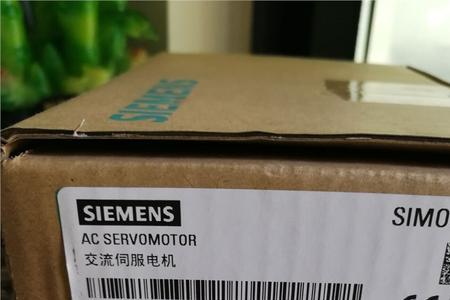 SIEMENS
SIEMENS
AC SERVOMOTOR
交流伺服电机
SIMO